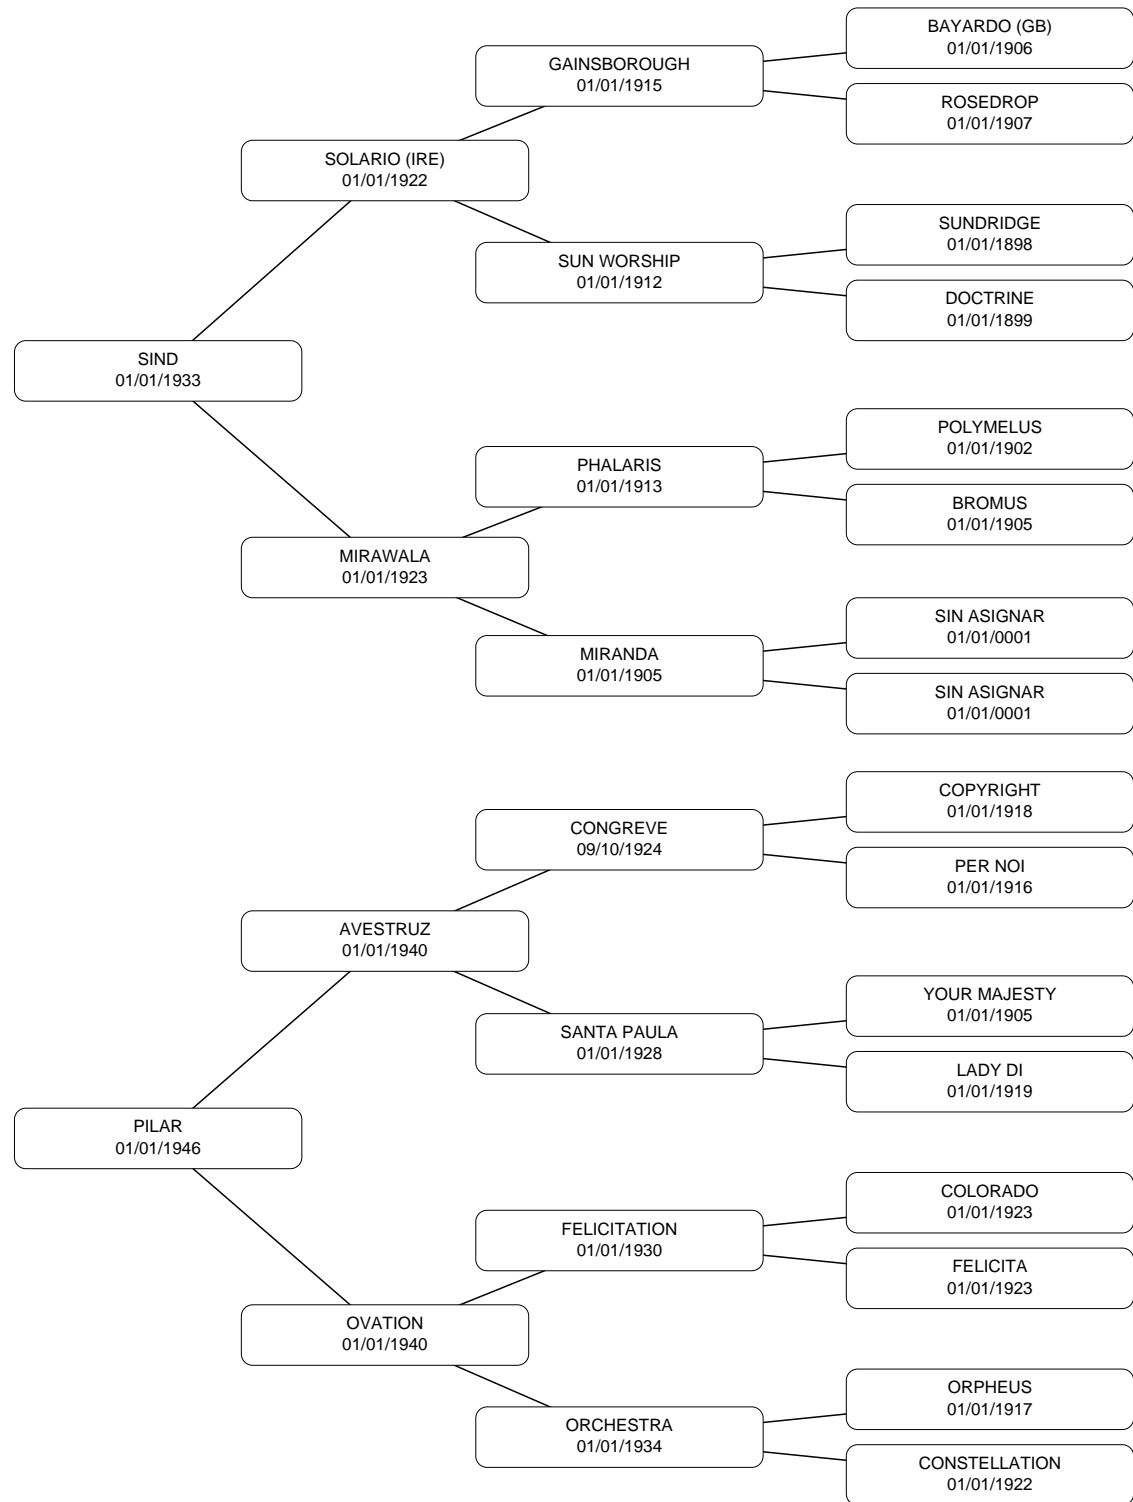 BAYARDO (GB)
01/01/1906
GAINSBOROUGH
01/01/1915
ROSEDROP
01/01/1907
SOLARIO (IRE)
01/01/1922
SUNDRIDGE
01/01/1898
SUN WORSHIP
01/01/1912
DOCTRINE
01/01/1899
SIND
01/01/1933
POLYMELUS
01/01/1902
PHALARIS
01/01/1913
BROMUS
01/01/1905
MIRAWALA
01/01/1923
SIN ASIGNAR
01/01/0001
MIRANDA
01/01/1905
SIN ASIGNAR
01/01/0001
COPYRIGHT
01/01/1918
CONGREVE
09/10/1924
PER NOI
01/01/1916
AVESTRUZ
01/01/1940
YOUR MAJESTY
01/01/1905
SANTA PAULA
01/01/1928
LADY DI
01/01/1919
PILAR
01/01/1946
COLORADO
01/01/1923
FELICITATION
01/01/1930
FELICITA
01/01/1923
OVATION
01/01/1940
ORPHEUS
01/01/1917
ORCHESTRA
01/01/1934
CONSTELLATION
01/01/1922